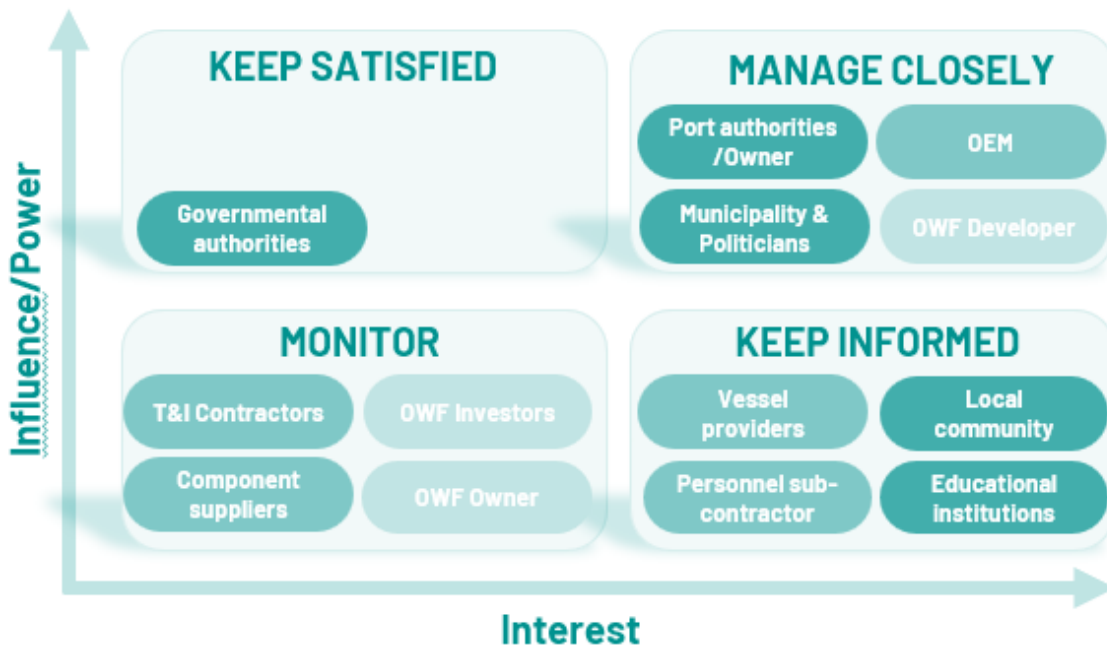 KEEP SATISFIED
Governmental
authorities
MANAGE CLOSELY
Port authorities
/Owner
OEM
Municipality &
Politicians
OWF Developer
Influence/Power
MONITOR
T&I Contractors
OWF Investors
Component
suppliers
OWF Owner
KEEP INFORMED
Vessel
providers
Local
community
Personnel sub-
contractor
Educational
institutions
Interest